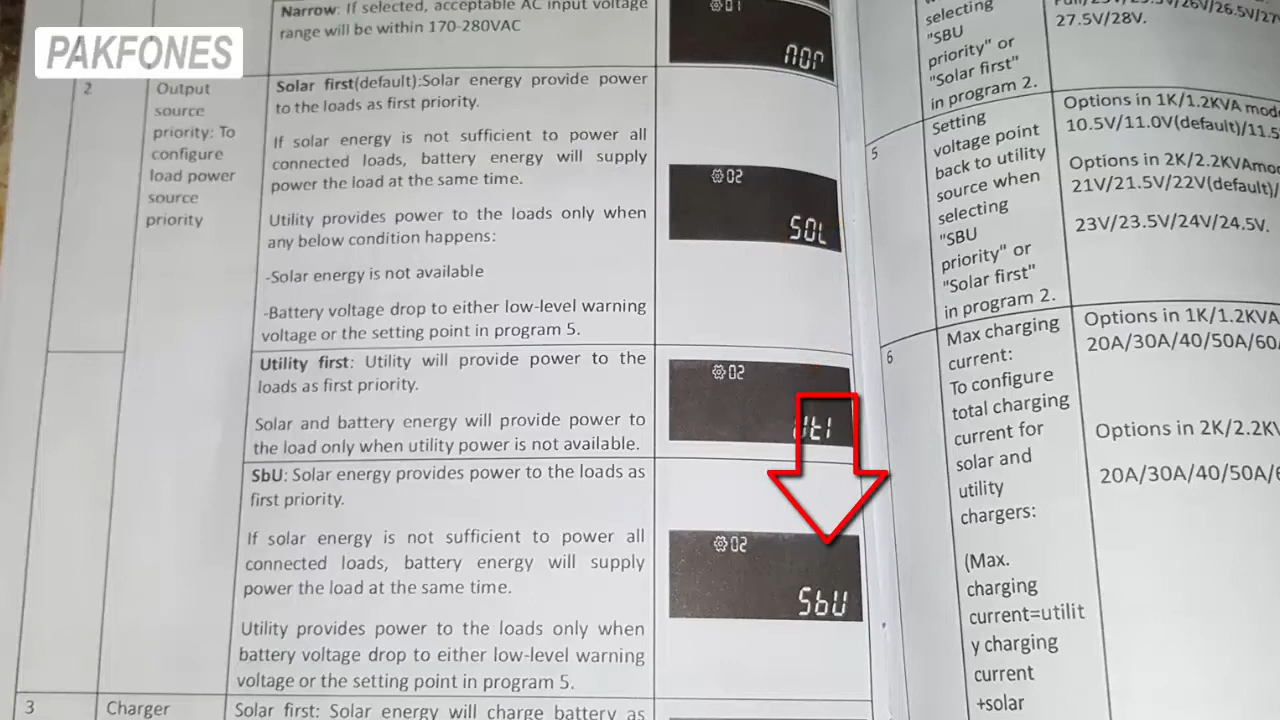 PAKFONES
Narrow: If selected, acceptable AC input voltage
range will be within 170-280VAC
01
nor
2
Output
source
priority: To
configure
load power
source
priority
Solar first(default):Solar energy provide power
to the loads as first priority.
If solar energy is not sufficient to power all
connected loads, battery energy will supply
power the load at the same time.
Utility provides power to the loads only when
any below condition happens:
-Solar energy is not available
-Battery voltage drop to either low-level warning
voltage or the setting point in program 5.
02
SOL
Utility first: Utility will provide power to the
loads as first priority.
Solar and battery energy will provide power to
the load only when utility power is not available.
02
UtI
SbU: Solar energy provides power to the loads as
first priority.
If solar energy is not sufficient to power all
connected loads, battery energy will supply
power the load at the same time.
Utility provides power to the loads only when
battery voltage drop to either low-level warning
voltage or the setting point in program 5.
02
SbU
3
Charger
Solar first: Solar energy will charge battery as
selecting
"SBU
priority" or
"Solar first"
in program 2.
27.5V/28V.
5
Setting
voltage point
back to utility
source when
selecting
"SBU
priority" or
"Solar first"
in program 2.
Options in 1K/1.2KVA
10.5V/11.0V(default)/11.5
Options in 2K/2.2KVA
21V/21.5V/22V(default)/
23V/23.5V/24V/24.5V.
6
Max charging
current:
To configure
total charging
current for
solar and
utility
chargers:
(Max.
charging
current=utilit
y charging
current
+solar
Options in 1K/1.2KVA
20A/30A/40/50A/60
Options in 2K/2.2K
20A/30A/40/50A/